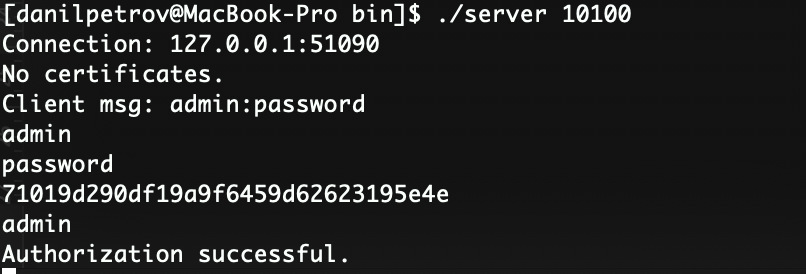 [danilpetrov@MacBook-Pro bin]$ ./server 10100
Connection: 127.0.0.1:51090
No certificates.
Client msg: admin:password
admin
password
71019d290df19a9f6459d62623195e4e
admin
Authorization successful.